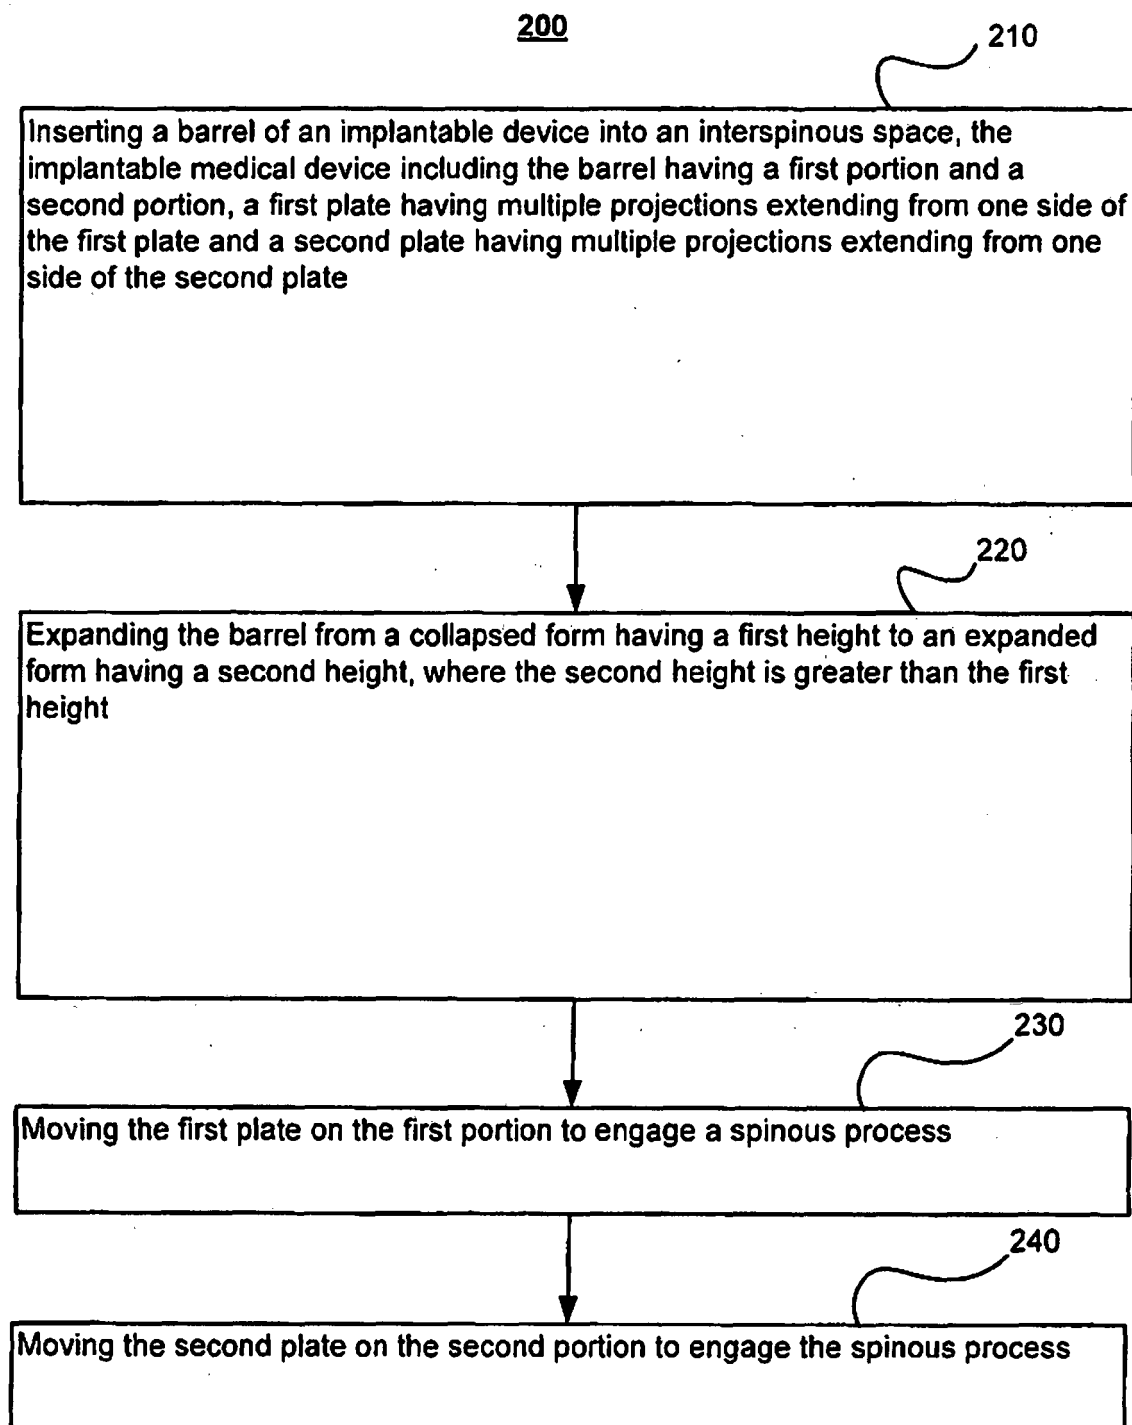 200
210
Inserting a barrel of an implantable device into an interspinous space, the
implantable medical device including the barrel having a first portion and a
second portion, a first plate having multiple projections extending from one side of
the first plate and a second plate having multiple projections extending from one
side of the second plate
220
Expanding the barrel from a collapsed form having a first height to an expanded
form having a second height, where the second height is greater than the first
height
230
Moving the first plate on the first portion to engage a spinous process
240
Moving the second plate on the second portion to engage the spinous process